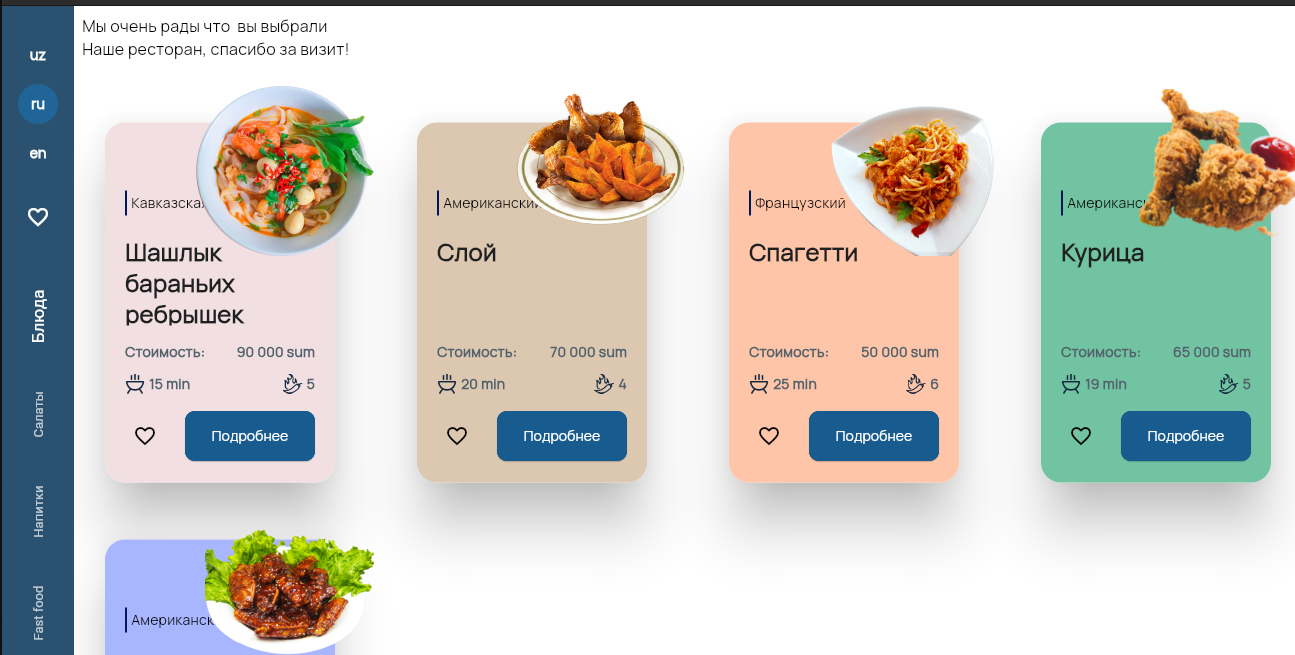 Мы очень рады что вы выбрали
Наше ресторан, спасибо за визит!
uz
ru
en
Блюда
Салаты
Напитки
Fast food
Шашлык
бараньих
ребрышек
Стоимость: 90 000 sum
15 min 5
Подробнее
Американский
Слой
Стоимость: 70 000 sum
20 min 4
Подробнее
Французский
Спагетти
Стоимость: 50 000 sum
25 min 6
Подробнее
Курица
Стоимость: 65 000 sum
19 min 5
Подробнее